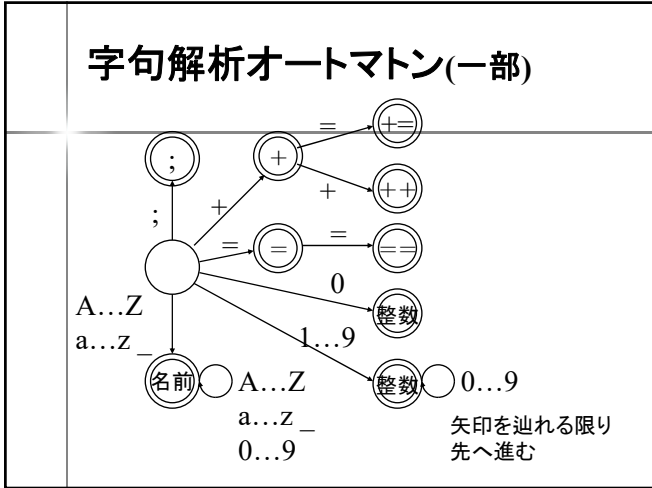 字句解析オートマトン(一部)
=
+=
;
+
+
++
;
+
=
=
=
==
0
整数
A…Z
a…z _
1…9
名前
A…Z
a…z _
0…9
整数
0…9
矢印を辿れる限り
先へ進む